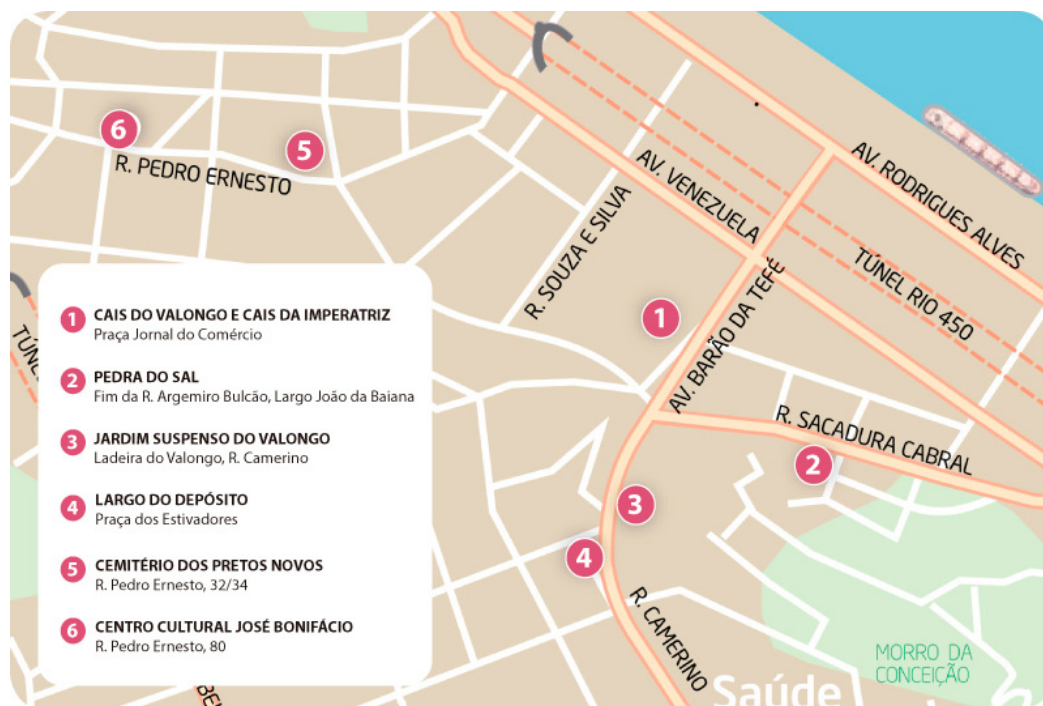 6
5
R. PEDRO ERNESTO
AV. VENEZUELA
R. SOUZA E SILVA
AV. RODRIGUES ALVES
TÚNEL RIO 450
1
AV. BARÃO DA TEFÉ
R. SACADURA CABRAL
2
3
4
R. CAMERINO
MORRO DA
CONCEIÇÃO
Saúde
1 CAIS DO VALONGO E CAIS DA IMPERATRIZ
Praça Jornal do Comércio
2 PEDRA DO SAL
Fim da R. Argemiro Bulcão, Largo João da Baiana
3 JARDIM SUSPENSO DO VALONGO
Ladeira do Valongo, R. Camerino
4 LARGO DO DEPÓSITO
Praça dos Estivadores
5 CEMITÉRIO DOS PRETOS NOVOS
R. Pedro Ernesto, 32/34
6 CENTRO CULTURAL JOSÉ BONIFÁCIO
R. Pedro Ernesto, 80